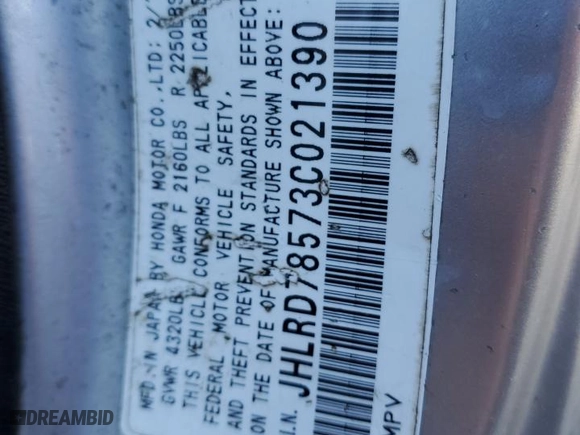 MFD. IN JAPAN BY HONDA MOTOR CO.,LTD: 2/
GVWR 4320LB GAWR F 2160LBS R 2250LBS
THIS VEHICLE CONFORMS TO ALL APPLICABLE
FEDERAL MOTOR VEHICLE SAFETY,
AND THEFT PREVENTION STANDARDS IN EFFECT
ON THE DATE OF MANUFACTURE SHOWN ABOVE:
I.N. JHLRD78573C021390
MPV
DREAMBID